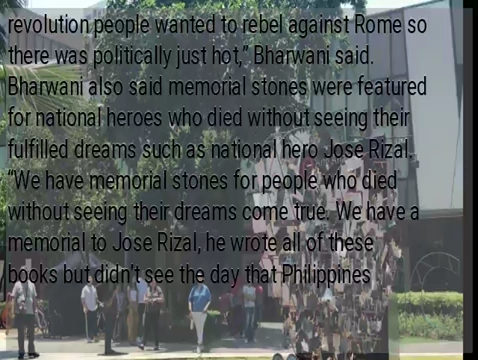 revolution people wanted to rebel against Rome so
there was politically just hot,” Bharwani said.
Bharwani also said memorial stones were featured
for national heroes who died without seeing their
fulfilled dreams such as national hero Jose Rizal.
“We have memorial stones for people who died
without seeing their dreams come true. We have a
memorial to Jose Rizal, he wrote all of these
books but didn’t see the day that Philippines